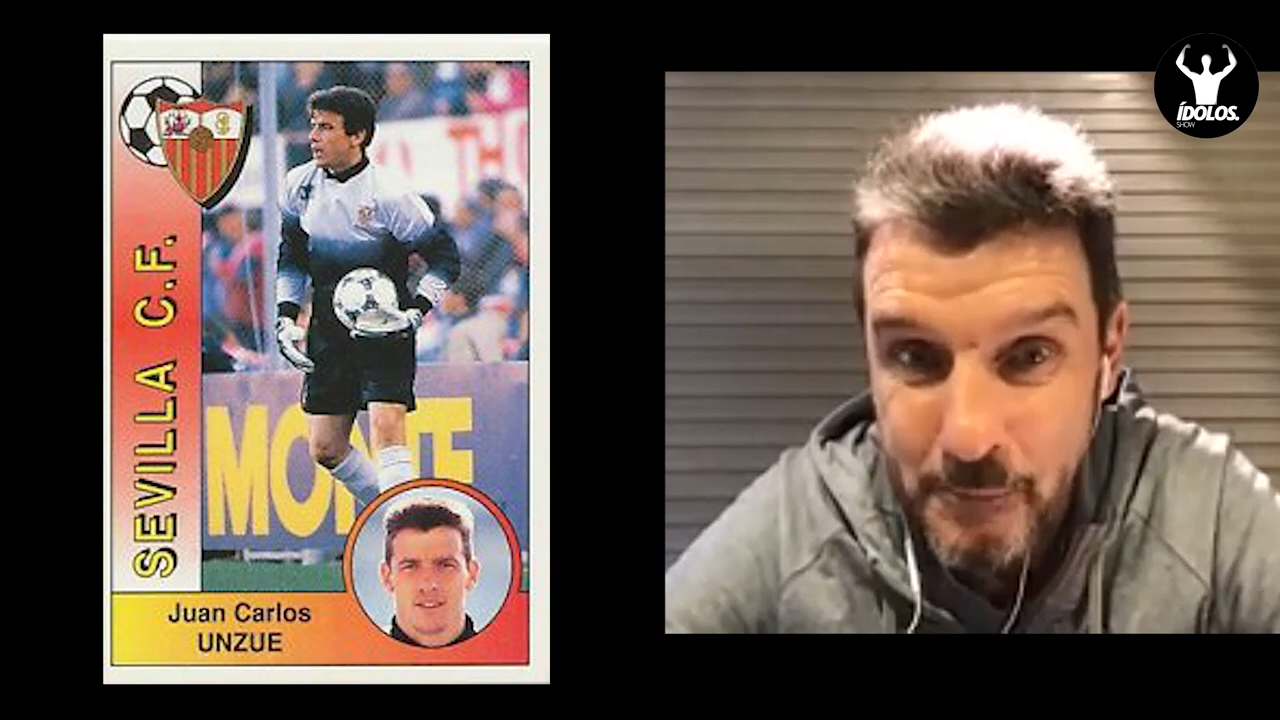 SEVILLA C.F.
MONTE
Juan Carlos
UNZUE
ÍDOLOS.
SHOW